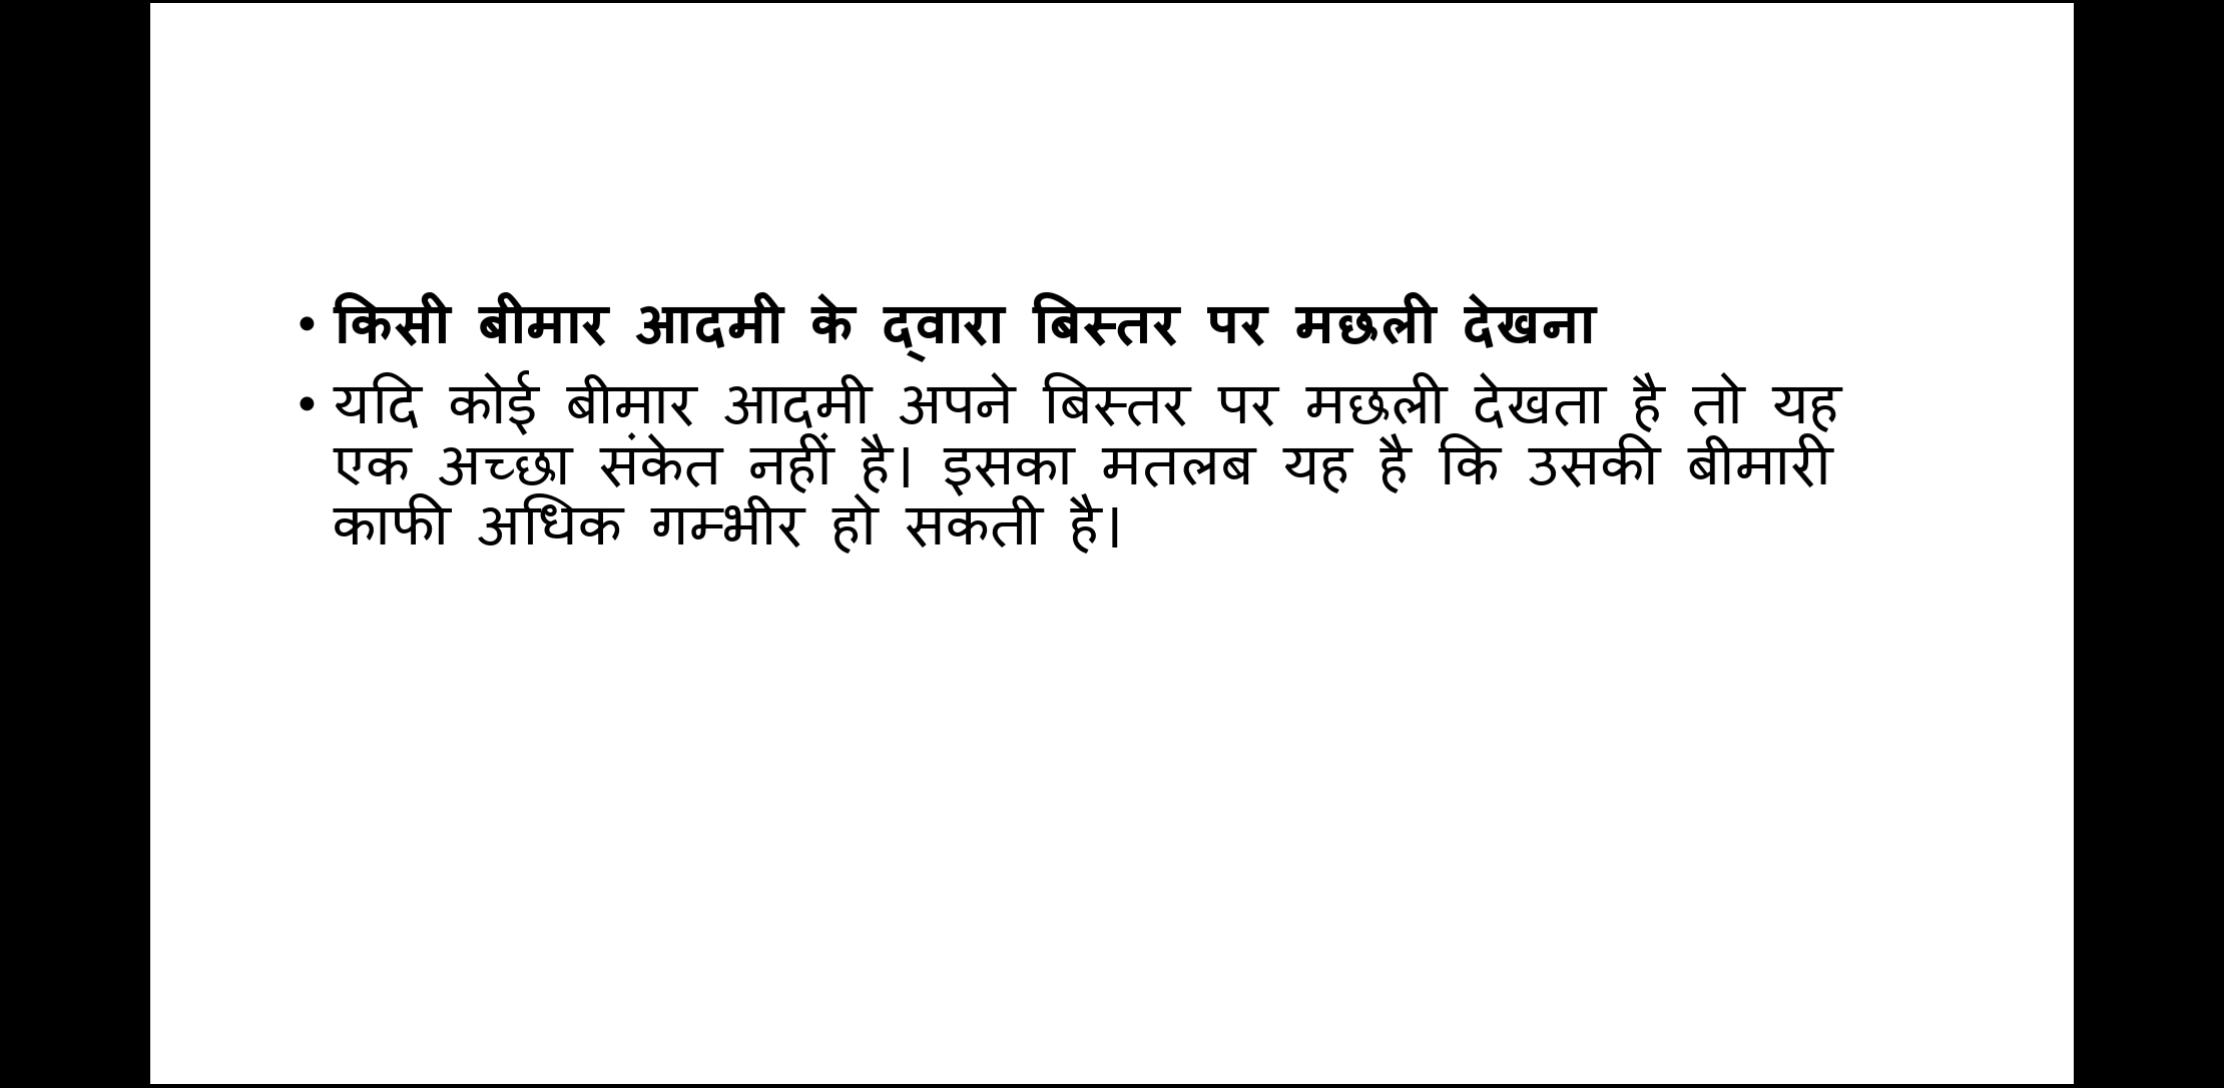 • किसी बीमार आदमी के द्‌वारा बिस्तर पर मछली देखना
• यदि कोई बीमार आदमी अपने बिस्तर पर मछली देखता है तो यह
एक अच्छा संकेत नहीं है। इसका मतलब यह है कि उसकी बीमारी
काफी अधिक गम्भीर हो सकती है।